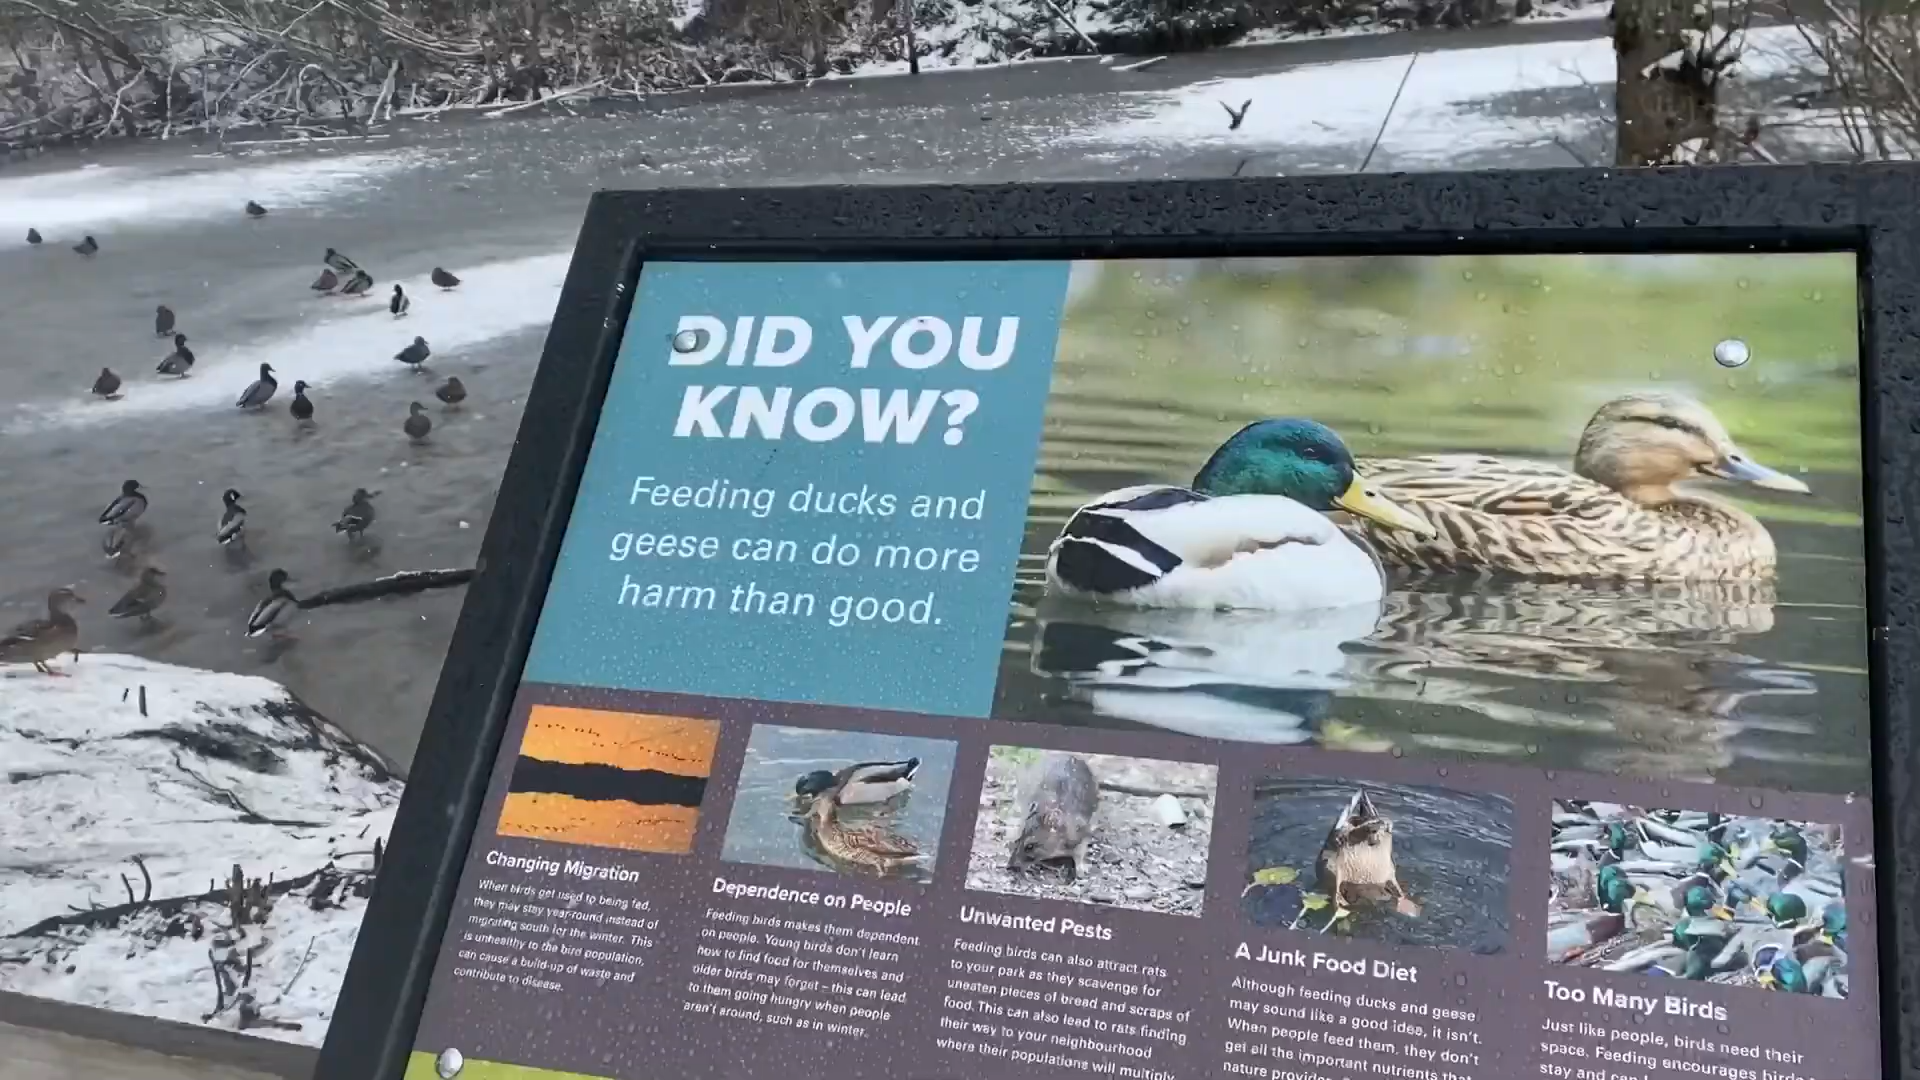 DID YOU
KNOW?
Feeding ducks and
geese can do more
harm than good.
Changing Migration
When birds get used to being fed,
they may stay year-round instead of
migrating south for the winter. This
is unhealthy to the bird population,
can cause a build-up of waste and
contribute to disease.
Dependence on People
Feeding birds makes them dependent
on people. Young birds don't learn
how to find food for themselves and
older birds may forget – this can lead
to them going hungry when people
aren't around, such as in winter.
Unwanted Pests
Feeding birds can also attract rats
to your park as they scavenge for
uneaten pieces of bread and scraps of
food. This can also lead to rats finding
their way to your neighbourhood
where their populations will multiply
A Junk Food Diet
Although feeding ducks and geese
may sound like a good idea, it isn't.
When people feed them, they don't
get all the important nutrients that
nature
Too Many Birds
Just like people, birds need their
space. Feeding encourages birds
stay and can